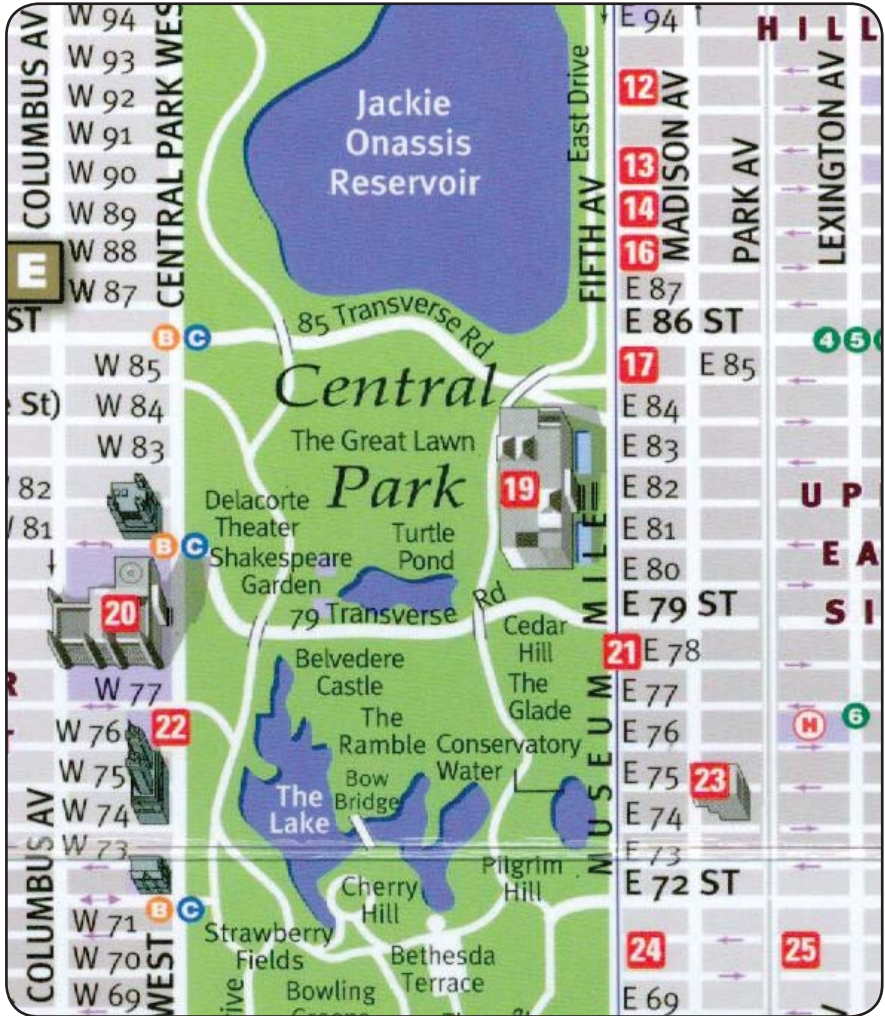 COLUMBUS AV
W 94
W 93
W 92
W 91
W 90
W 89
W 88
W 87
E
ST
CENTRAL PARK WES
B C
W 85
W 84
W 83
e St)
82
81
B C
20
W 77
W 76
22
W 75
W 74
W 73
B C
W 71
W 70
W 69
COLUMBUS AV
WEST
R
Jackie
Onassis
Reservoir
85 Transverse Rd
Central
The Great Lawn
Park
Delacorte
Theater
Shakespeare
Garden
Turtle
Pond
79 Transverse Rd
Belvedere
Castle
The
Ramble
Bow
Bridge
The
Lake
Cedar
Hill
The
Glade
Conservatory
Water
Pilgrim
Hill
Cherry
Hill
Strawberry
Fields
Bethesda
Terrace
Bowling
rive
East Drive
FIFTH AV
MUSEUM MILE
19
E 94
12
13
14
16
E 87
E 86 ST
17
E 85
E 84
E 83
E 82
E 81
E 80
E 79 ST
21
E 78
E 77
E 76
E 75
23
E 74
E 73
E 72 ST
24
25
E 69
MADISON AV
PARK AV
LEXINGTON AV
HILL
4 5
UP
EA
SI
H
6